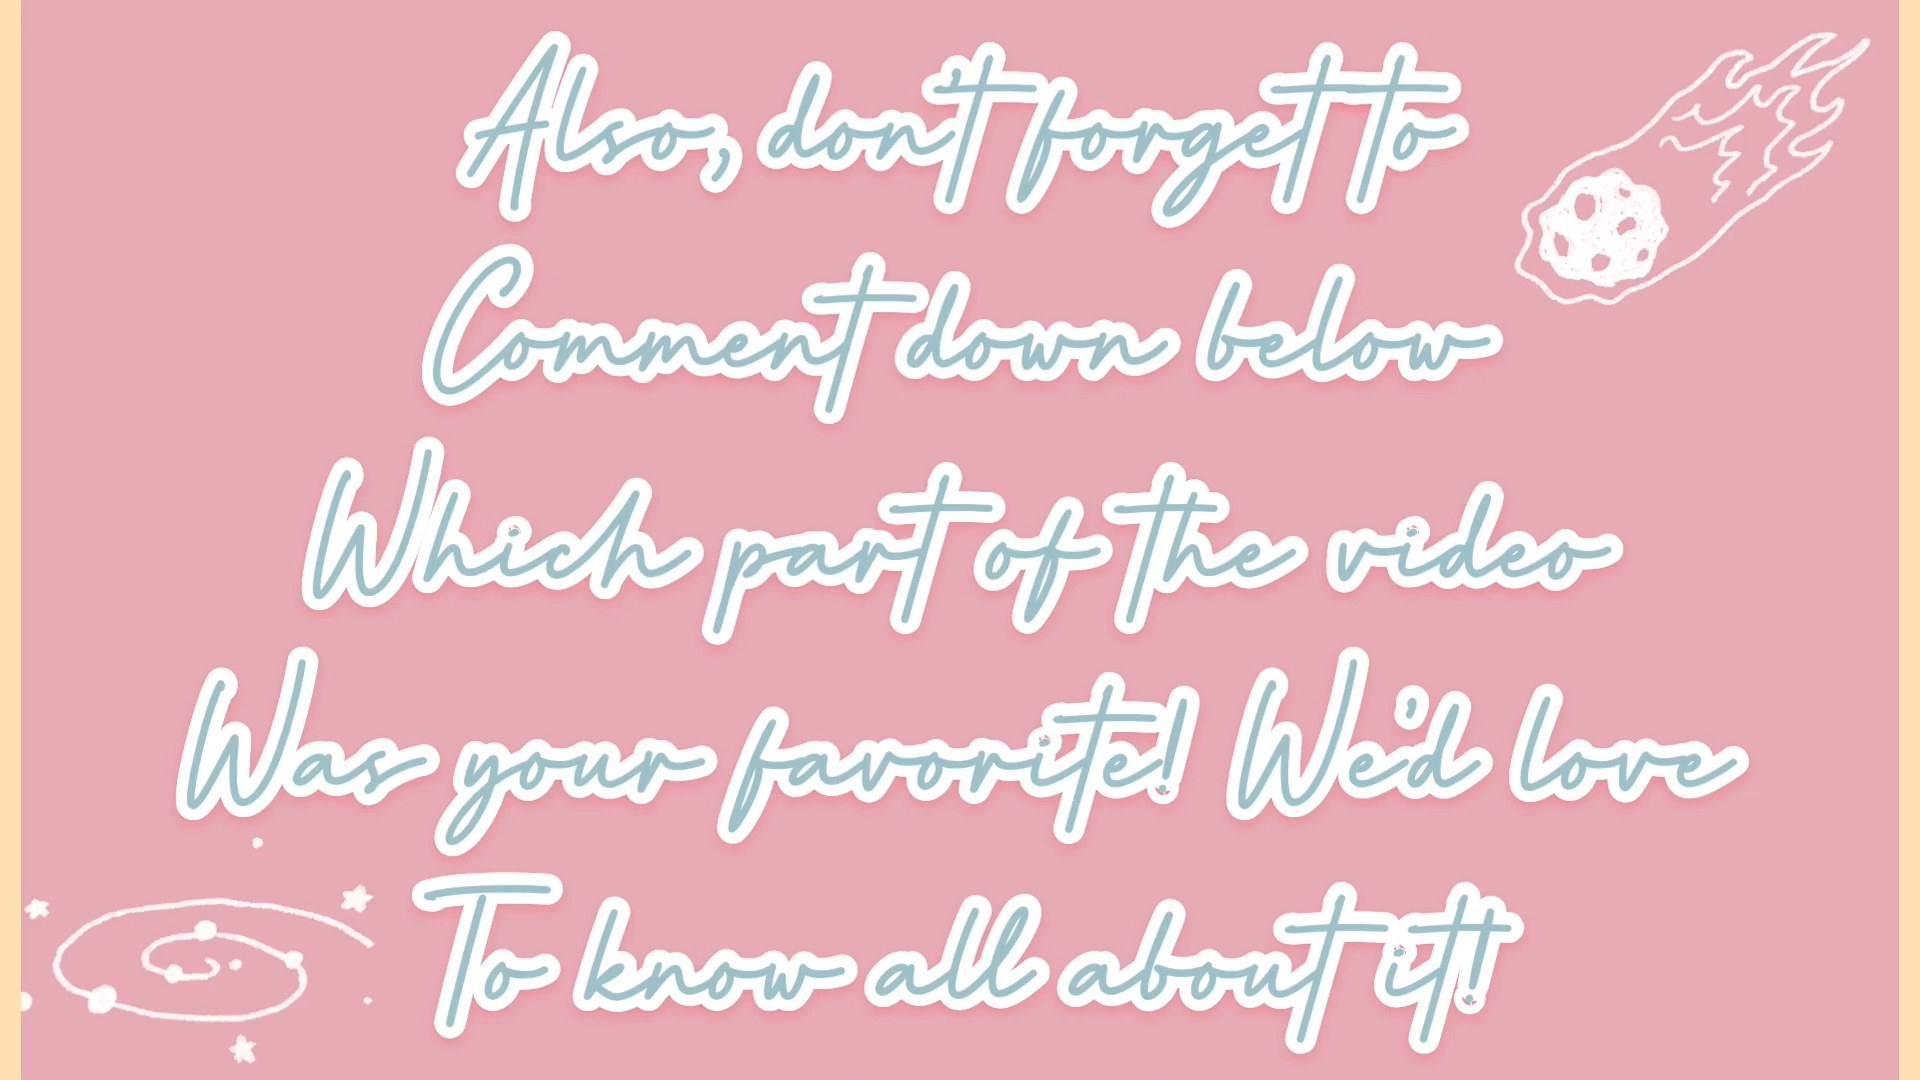 Also, don't forget to
Comment down below
Which part of the video
Was your favorite! We'd love
To know all about it!